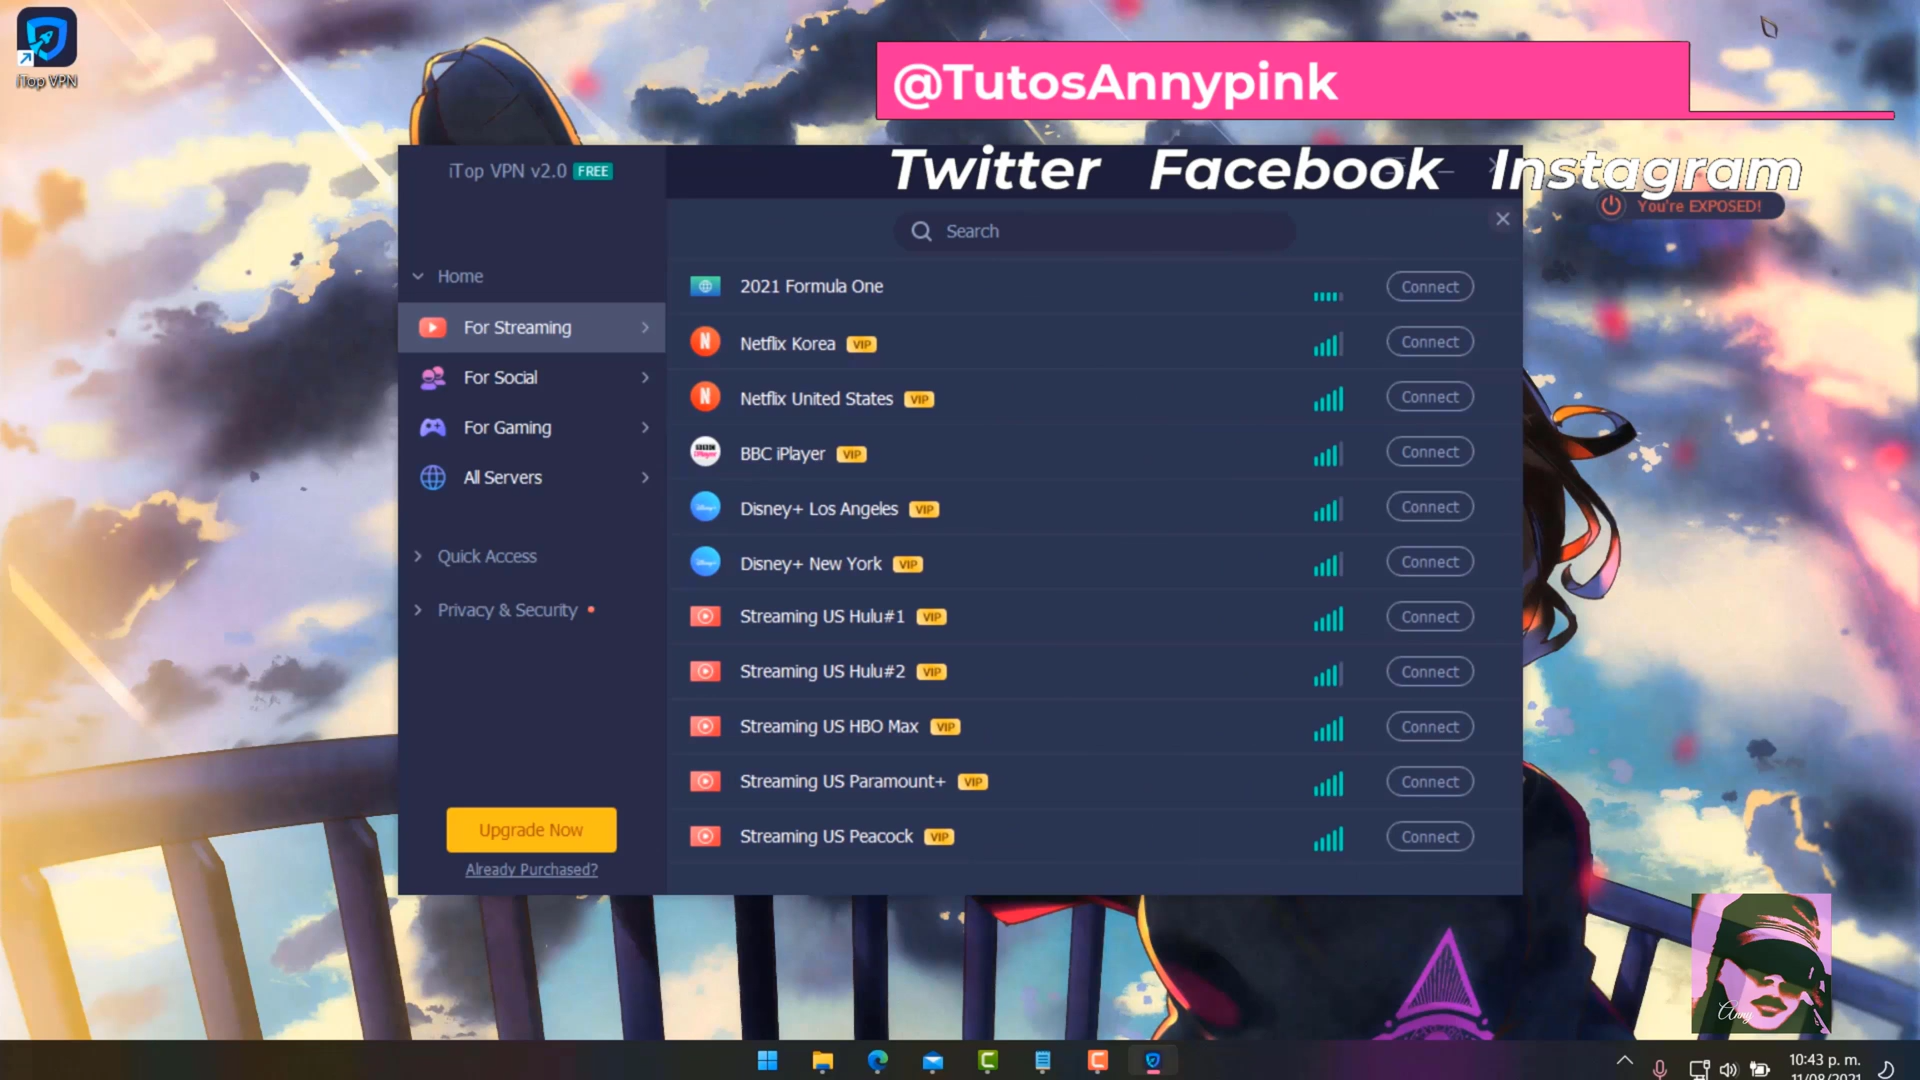 iTop VPN
@TutosAnnypink
Twitter Facebook Instagram
iTop VPN v2.0 FREE
You're EXPOSED!
Search
Home
For Streaming
For Social
For Gaming
All Servers
Quick Access
Privacy & Security
Upgrade Now
Already Purchased?
2021 Formula One Connect
Netflix Korea VIP Connect
Netflix United States VIP Connect
BBC iPlayer VIP Connect
Disney+ Los Angeles VIP Connect
Disney+ New York VIP Connect
Streaming US Hulu#1 VIP Connect
Streaming US Hulu#2 VIP Connect
Streaming US HBO Max VIP Connect
Streaming US Paramount+ VIP Connect
Streaming US Peacock VIP Connect
Anny
10:43 p. m.
11/08/2021